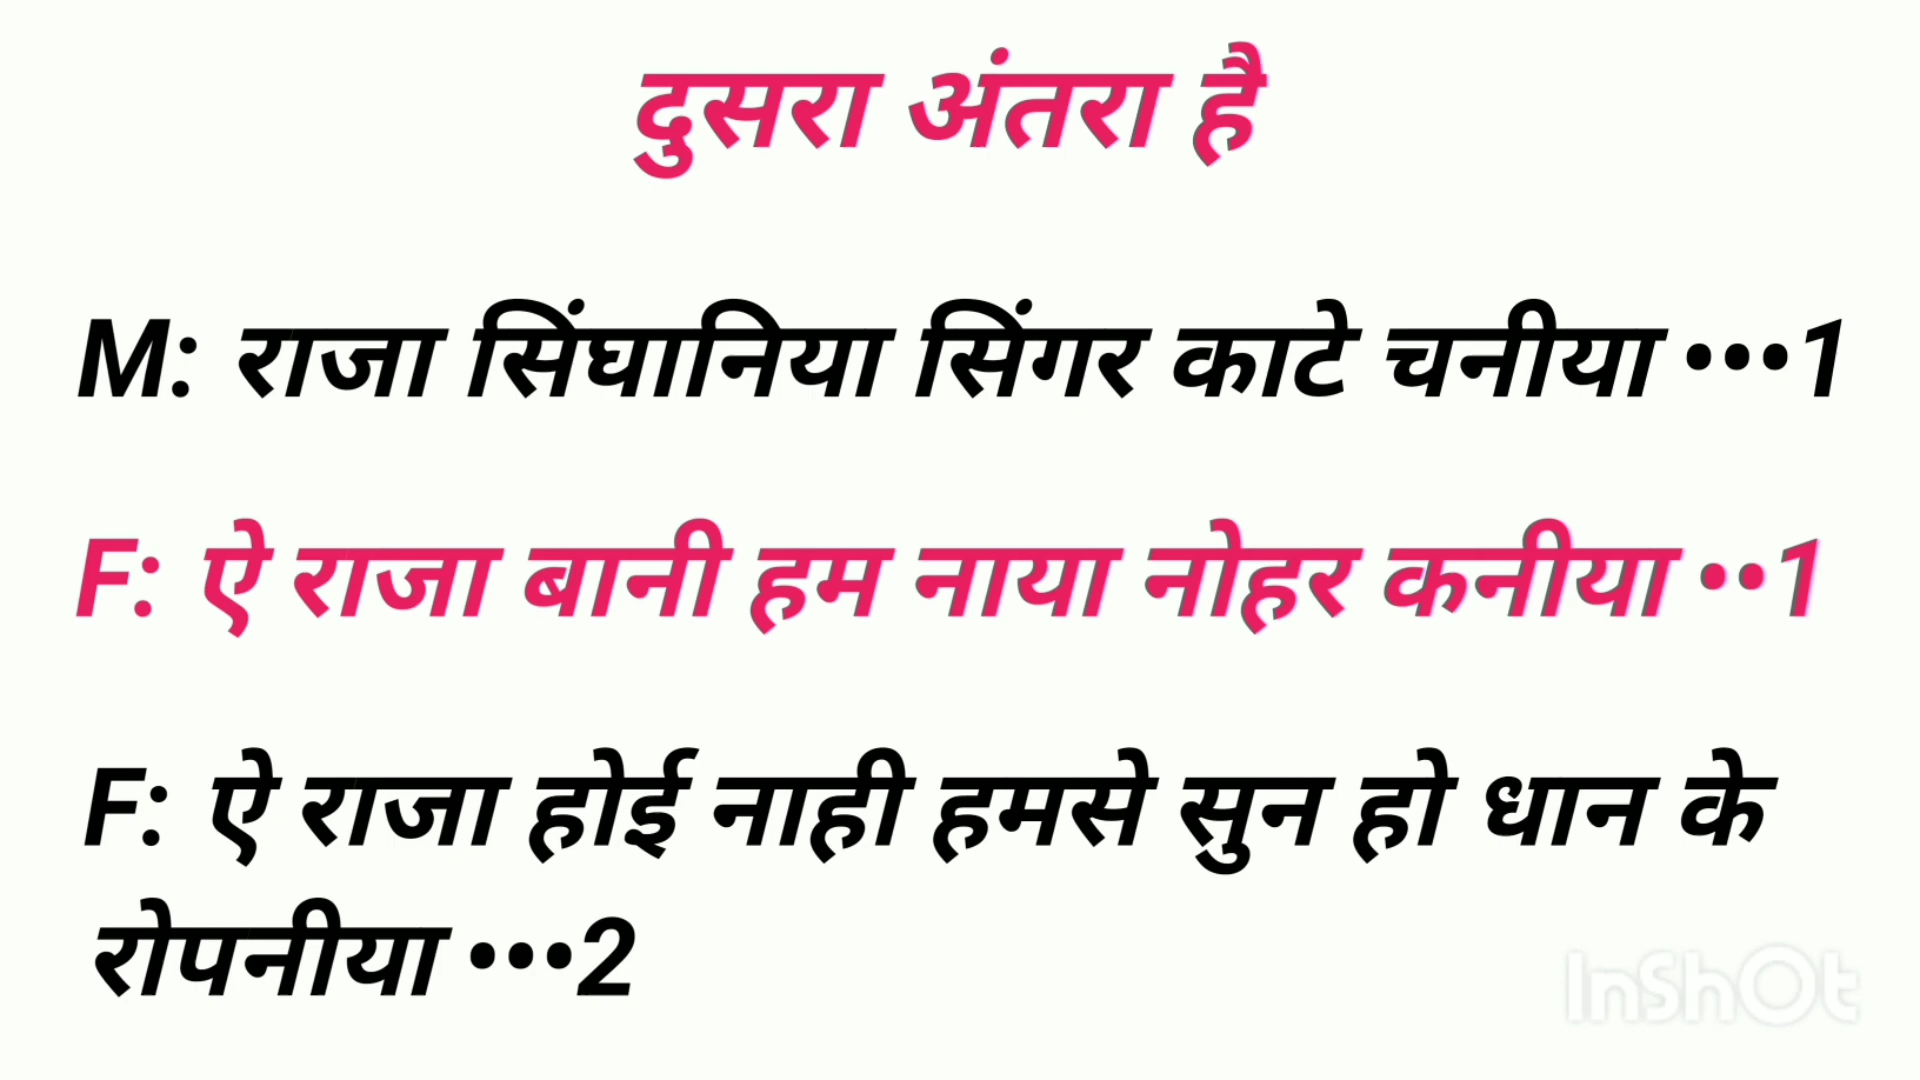 दुसरा अंतरा है
M: राजा सिंघानिया सिंगर काटे चनीया •••1
F: ऐ राजा बानी हम नाया नोहर कनीया ••1
F: ऐ राजा होई नाही हमसे सुन हो धान के
रोपनीया •••2
InShOt